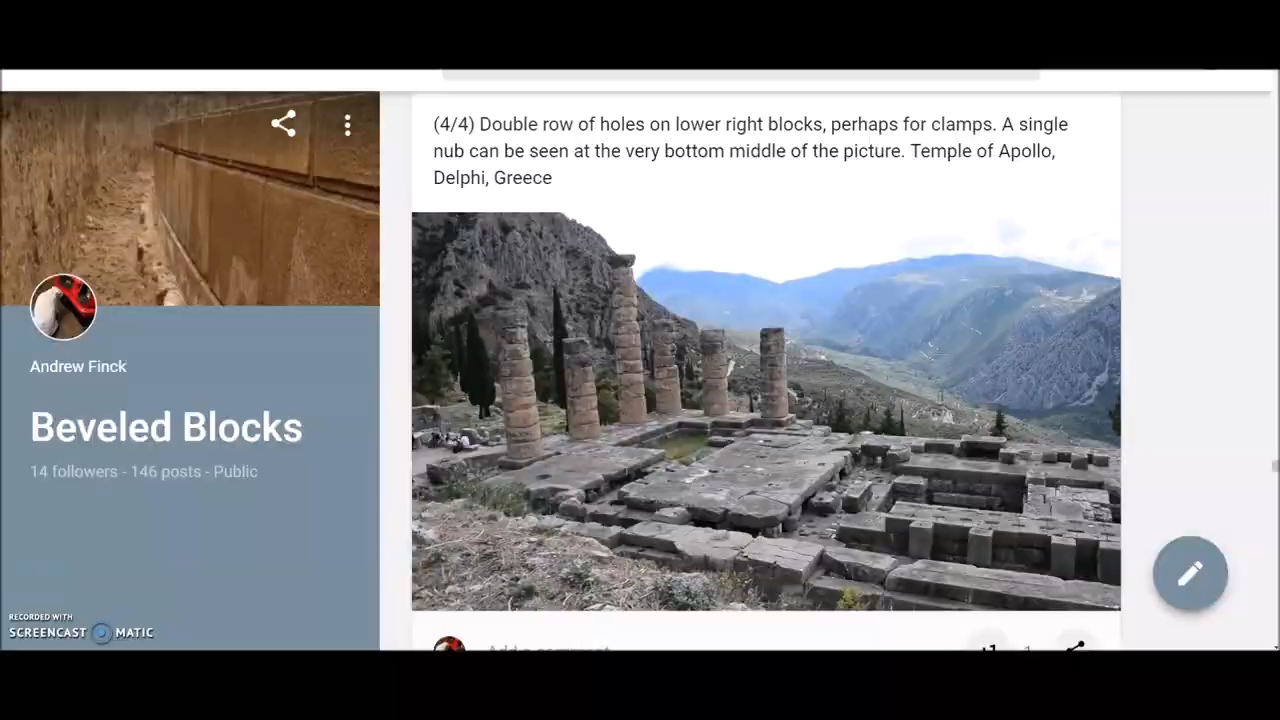 (4/4) Double row of holes on lower right blocks, perhaps for clamps. A single
nub can be seen at the very bottom middle of the picture. Temple of Apollo,
Delphi, Greece
Andrew Finck
Beveled Blocks
14 followers - 146 posts - Public
RECORDED WITH
SCREENCAST MATIC